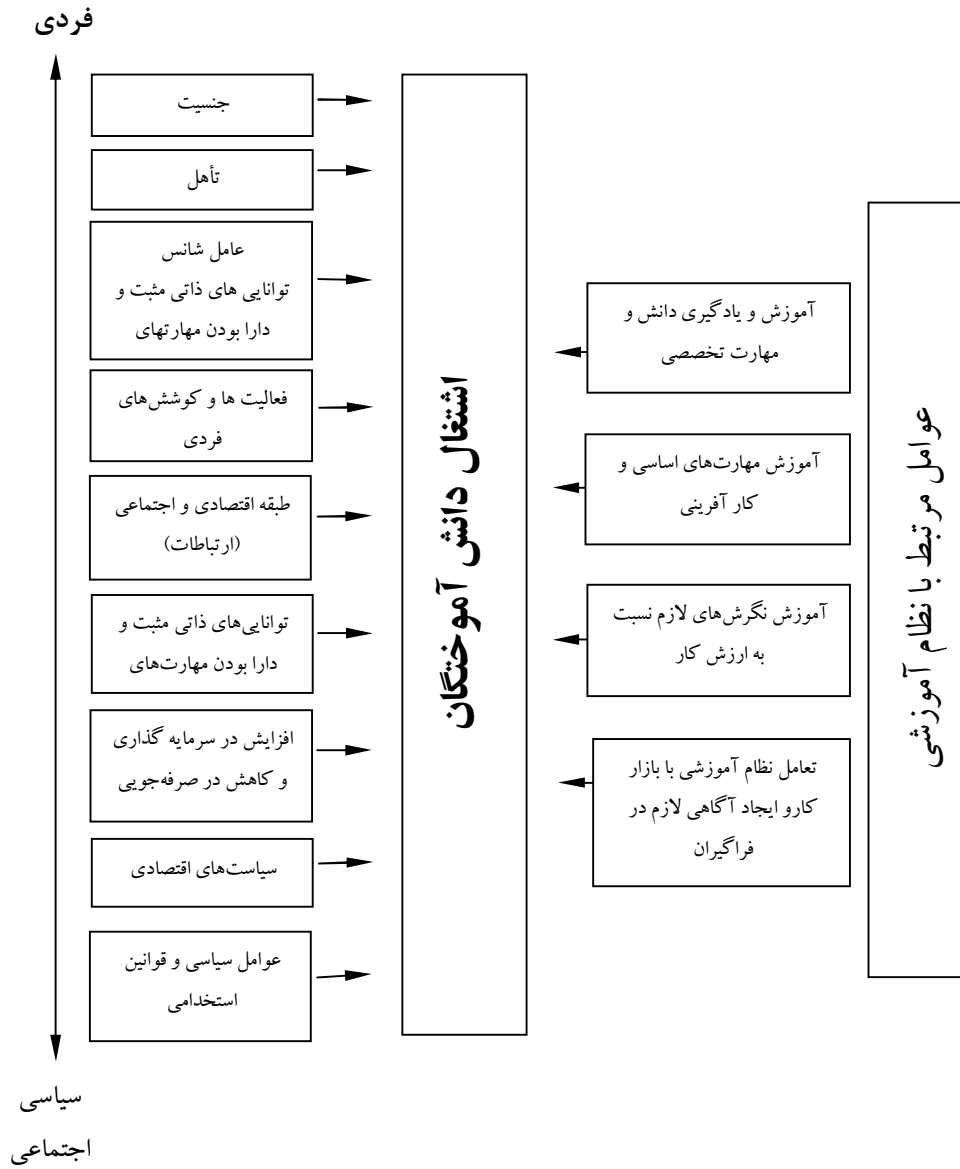 فردی
جنسیت
تأهل
عامل شانس
توانایی های ذاتی مثبت و
دارا بودن مهارتهای
فعالیت ها و کوشش‌های
فردی
طبقه اقتصادی و اجتماعی
(ارتباطات)
توانایی‌های ذاتی مثبت و
دارا بودن مهارت‌های
افزایش در سرمایه گذاری
و کاهش در صرفه‌جویی
سیاست‌های اقتصادی
عوامل سیاسی و قوانین
استخدامی
سیاسی
اجتماعی
اشتغال دانش آموختگان
آموزش و یادگیری دانش و
مهارت تخصصی
آموزش مهارت‌های اساسی و
کار آفرینی
آموزش نگرش‌های لازم نسبت
به ارزش کار
تعامل نظام آموزشی با بازار
کارو ایجاد آگاهی لازم در
فراگیران
عوامل مرتبط با نظام آموزشی